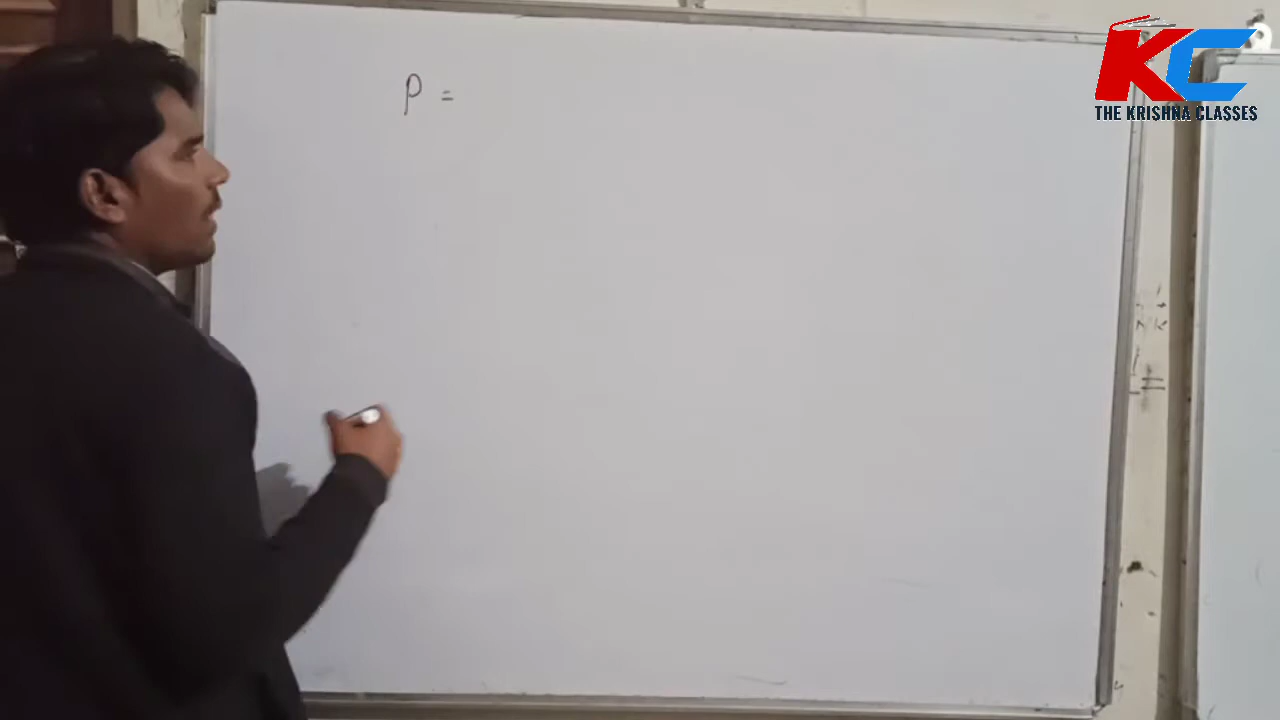 P =
KC
THE KRISHNA CLASSES